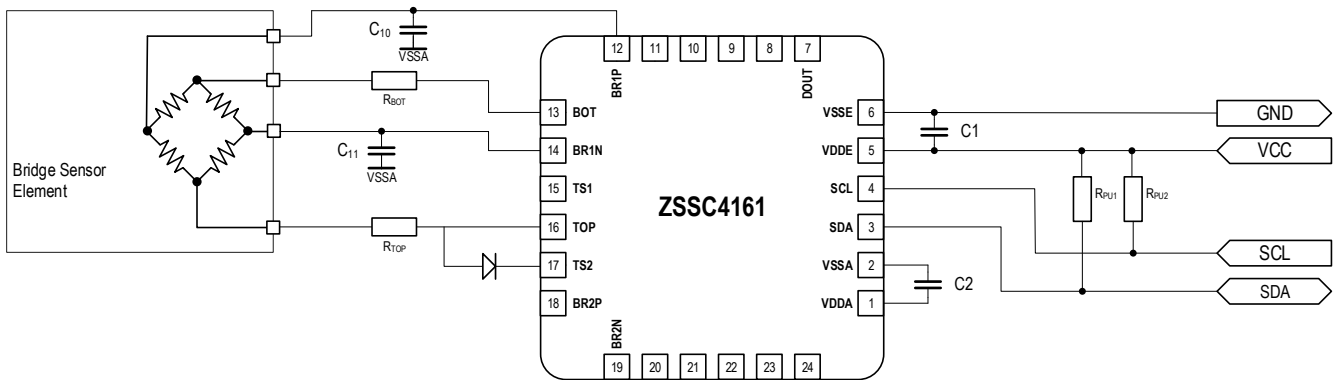 C10
VSSA
12
11
10
9
8
7
BR1P
DOUT
RBOT
13
BOT
VSSE
6
GND
C1
C11
VSSA
14
BR1N
VDDE
5
VCC
Bridge Sensor
Element
15
TS1
ZSSC4161
SCL
4
RPU1
RPU2
16
TOP
SDA
3
RTOP
SCL
17
TS2
VSSA
2
C2
SDA
18
BR2P
VDDA
1
BR2N
19
20
21
22
23
24